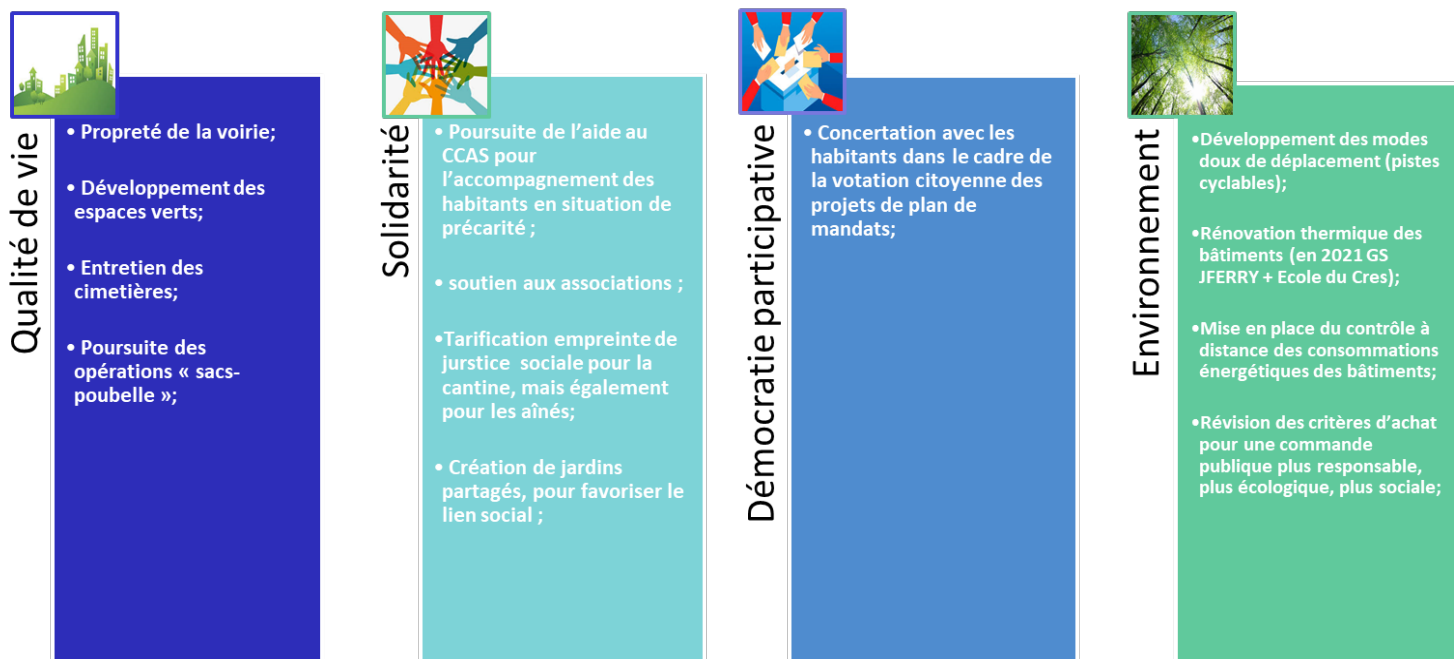 Qualité de vie
• Propreté de la voirie;
• Développement des
espaces verts;
• Entretien des
cimetières;
• Poursuite des
opérations « sacs-
poubelle »;
Solidarité
• Poursuite de l’aide au
CCAS pour
l’accompagnement des
habitants en situation de
précarité ;
• soutien aux associations ;
•Tarification empreinte de
jurstice sociale pour la
cantine, mais également
pour les aînés;
• Création de jardins
partagés, pour favoriser le
lien social ;
Démocratie participative
• Concertation avec les
habitants dans le cadre de
la votation citoyenne des
projets de plan de
mandats;
Environnement
•Développement des modes
doux de déplacement (pistes
cyclables);
•Rénovation thermique des
bâtiments (en 2021 GS
JFERRY + Ecole du Cres);
•Mise en place du contrôle à
distance des consommations
énergétiques des bâtiments;
•Révision des critères d’achat
pour une commande
publique plus responsable,
plus écologique, plus sociale;